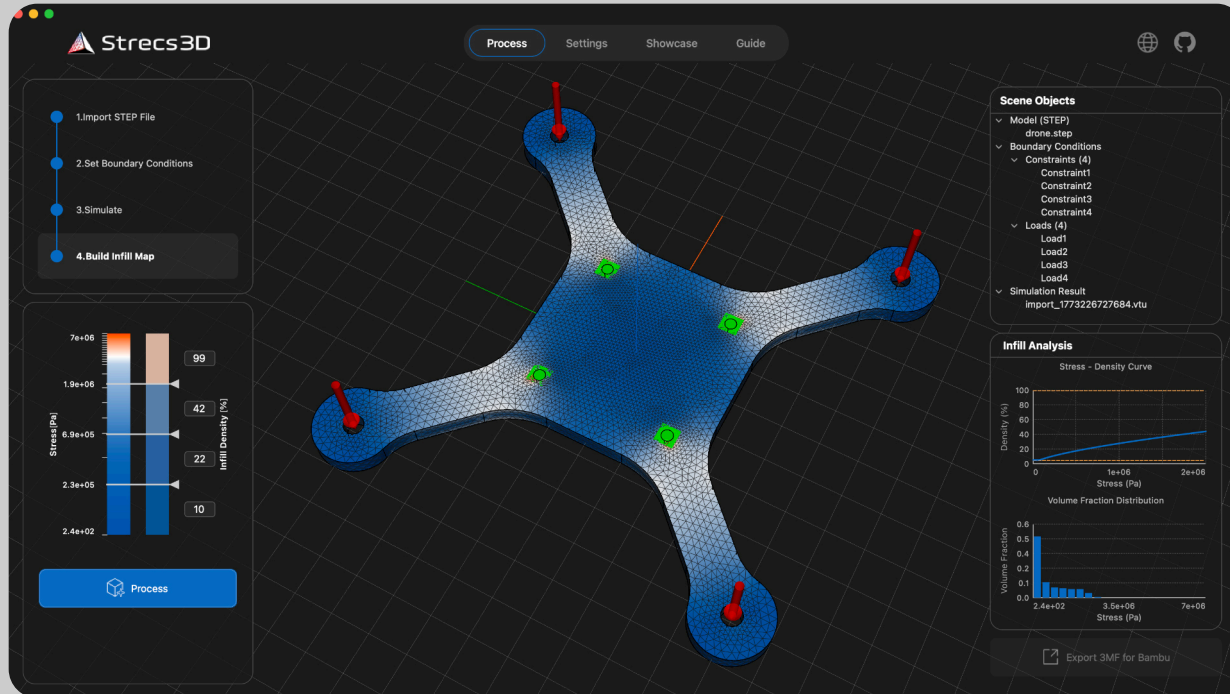 Strecs3D
Process
Settings
Showcase
Guide
1.Import STEP File
2.Set Boundary Conditions
3.Simulate
4.Build Infill Map
7e+06
1.9e+06
6.9e+05
2.3e+05
2.4e+02
Stress[Pa]
99
42
22
10
Infill Density [%]
Process
Scene Objects
Model (STEP)
drone.step
Boundary Conditions
Constraints (4)
Constraint1
Constraint2
Constraint3
Constraint4
Loads (4)
Load1
Load2
Load3
Load4
Simulation Result
import_1773226727684.vtu
Infill Analysis
Stress - Density Curve
Density (%)
100
80
60
40
20
0
0
1e+06
2e+06
Stress (Pa)
Volume Fraction Distribution
Volume Fraction
0.6
0.5
0.4
0.2
0.1
0.0
2.4e+02
3.5e+06
7e+06
Stress (Pa)
Export 3MF for Bambu